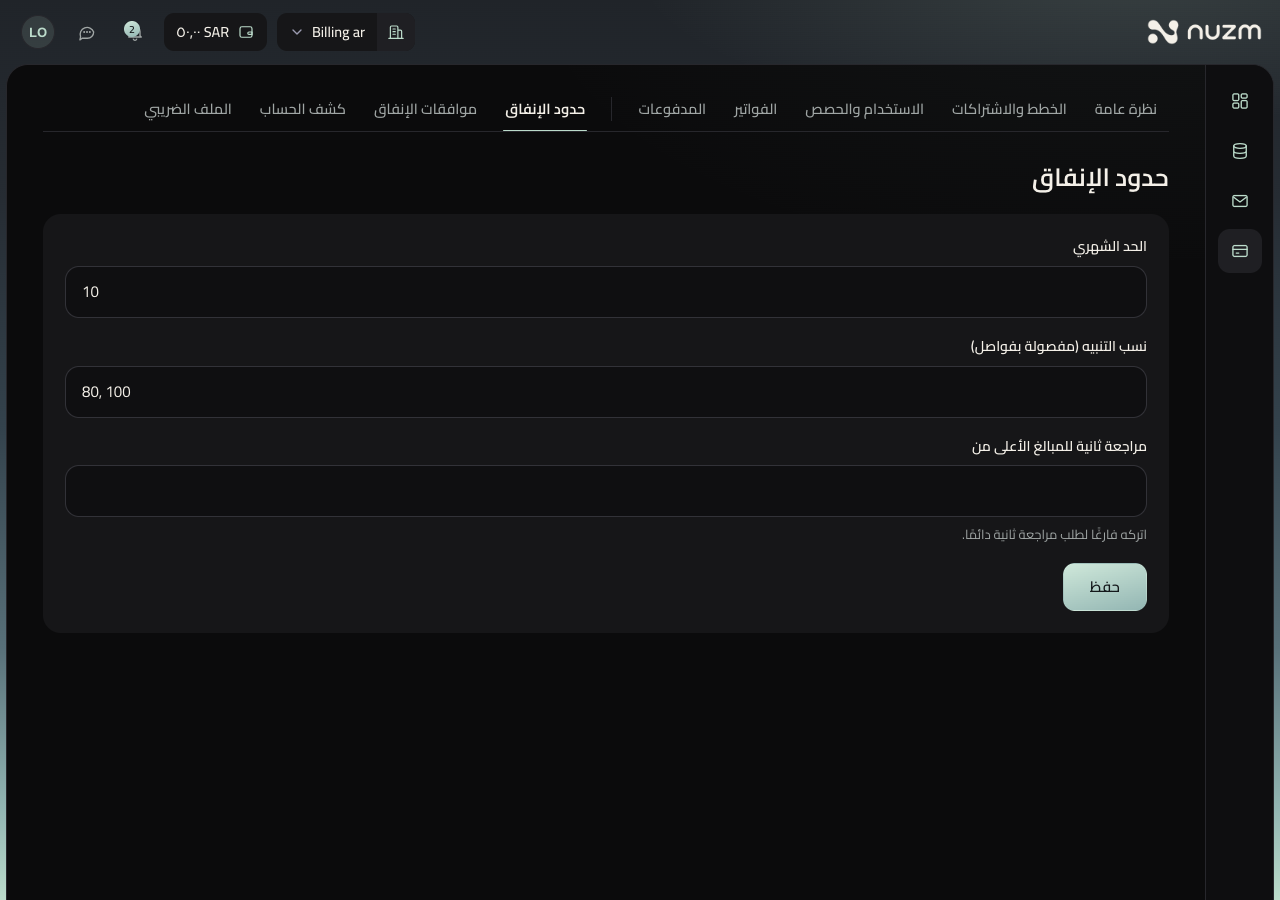 nuzm
Billing ar
٥٠٫٠٠ SAR
2
LO
نظرة عامة
الخطط والاشتراكات
الاستخدام والحصص
الفواتير
المدفوعات
حدود الإنفاق
موافقات الإنفاق
كشف الحساب
الملف الضريبي
حدود الإنفاق
الحد الشهري
10
نسب التنبيه (مفصولة بفواصل)
80, 100
مراجعة ثانية للمبالغ الأعلى من
اتركه فارغًا لطلب مراجعة ثانية دائمًا.
حفظ